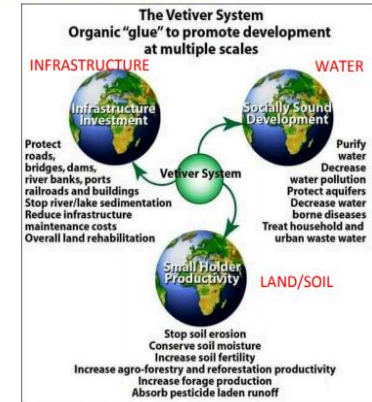 The Vetiver System
Organic "glue" to promote development
at multiple scales
INFRASTRUCTURE
WATER
Infrastructure
Investment
Socially Sound
Development
Vetiver System
Protect
roads,
bridges, dams,
river banks, ports
railroads and buildings
Stop river/lake sedimentation
Reduce infrastructure
maintenance costs
Overall land rehabilitation
Purify
water
Decrease
water pollution
Protect aquifers
Decrease water
borne diseases
Treat household and
urban waste water
Small Holder
Productivity
LAND/SOIL
Stop soil erosion
Conserve soil moisture
Increase soil fertility
Increase agro-forestry and reforestation productivity
Increase forage production
Absorb pesticide laden runoff